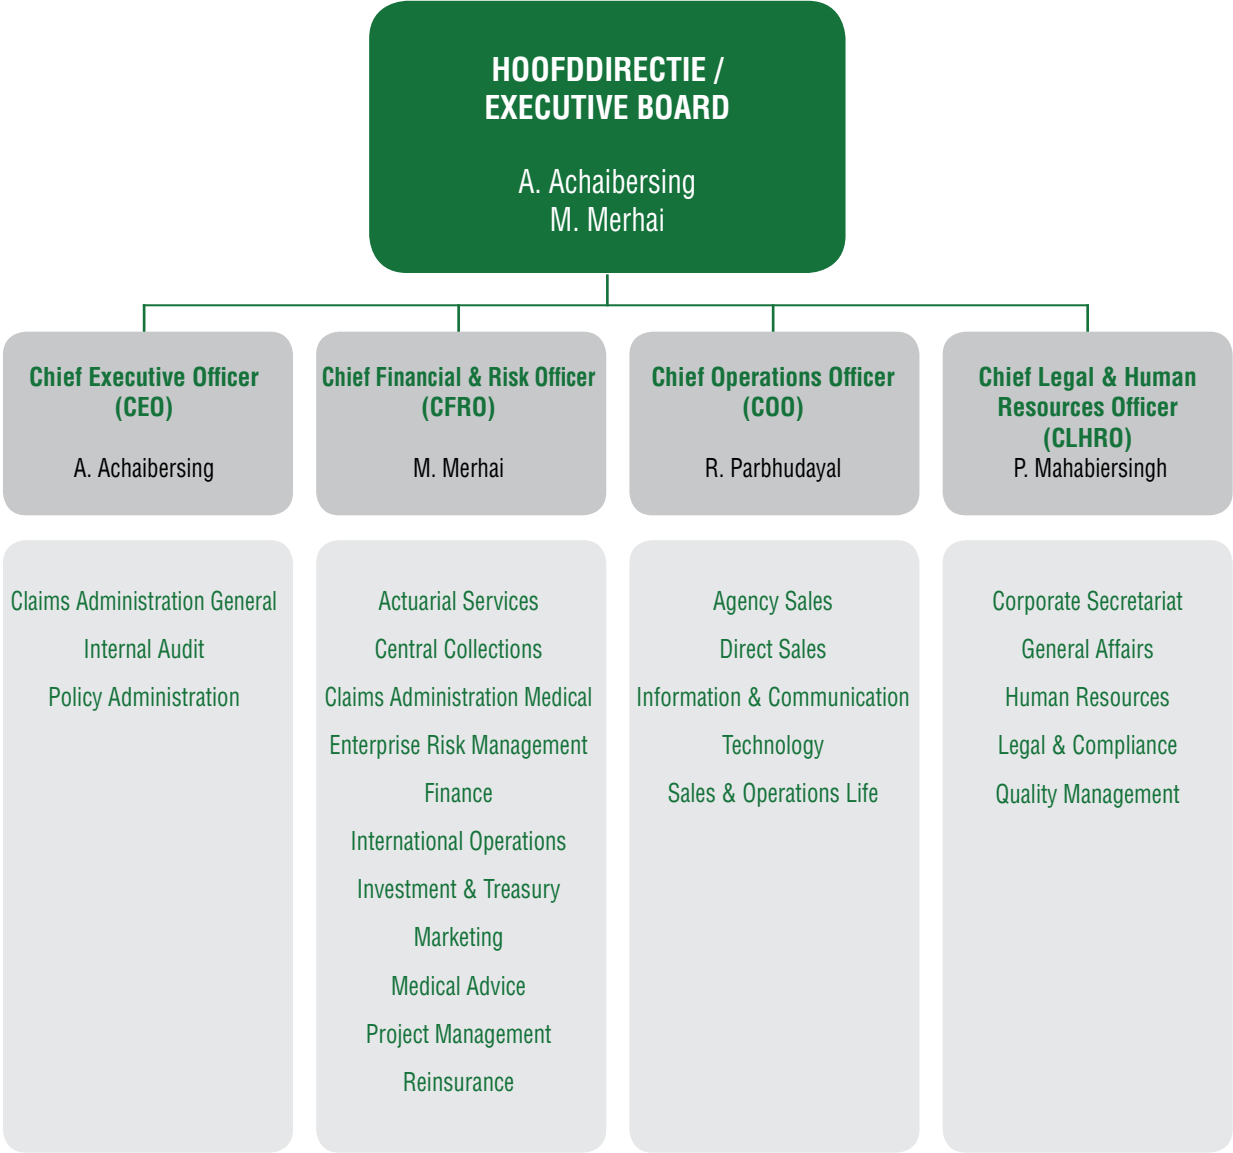 HOOFDDIRECTIE /
EXECUTIVE BOARD
A. Achaibersing
M. Merhai
Chief Executive Officer
(CEO)
A. Achaibersing
Chief Financial & Risk Officer
(CFRO)
M. Merhai
Chief Operations Officer
(COO)
R. Parbhudayal
Chief Legal & Human
Resources Officer
(CLHRO)
P. Mahabiersingh
Claims Administration General
Internal Audit
Policy Administration
Actuarial Services
Central Collections
Claims Administration Medical
Enterprise Risk Management
Finance
International Operations
Investment & Treasury
Marketing
Medical Advice
Project Management
Reinsurance
Agency Sales
Direct Sales
Information & Communication
Technology
Sales & Operations Life
Corporate Secretariat
General Affairs
Human Resources
Legal & Compliance
Quality Management